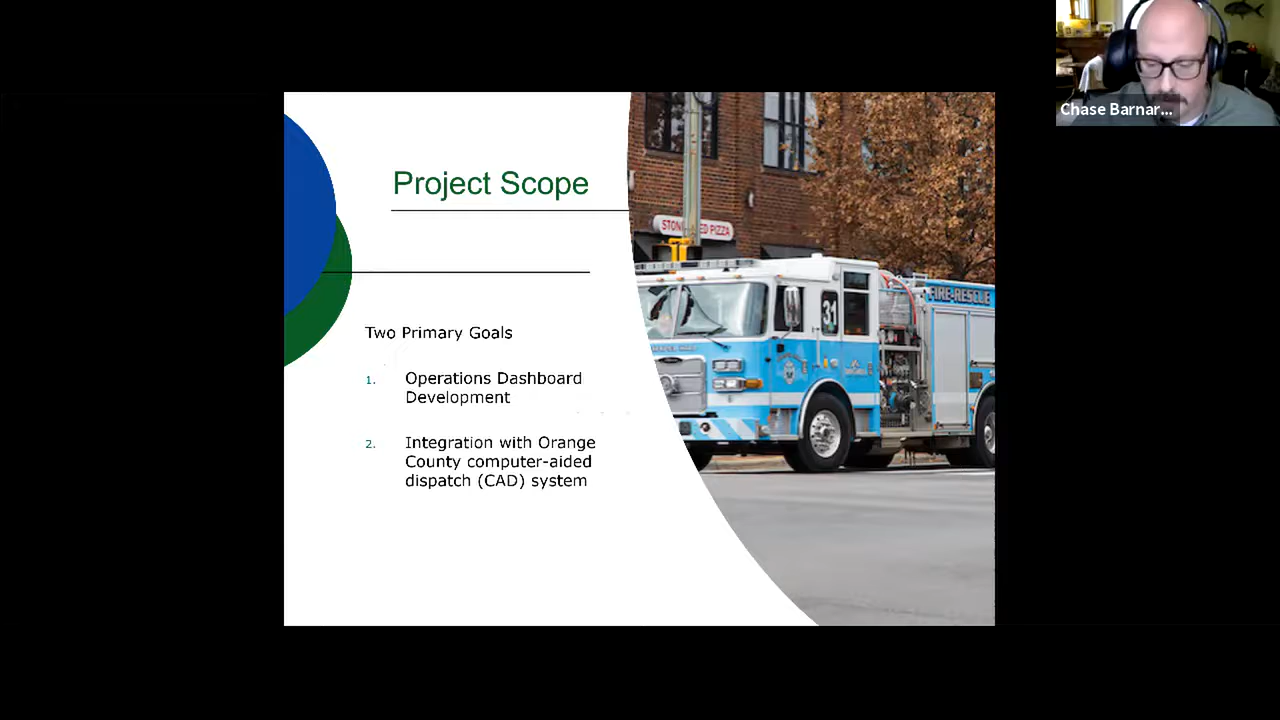 Chase Barnar...
Project Scope
Two Primary Goals
1. Operations Dashboard
Development
2. Integration with Orange
County computer-aided
dispatch (CAD) system
PIZZA
31
FIRE-RESCUE